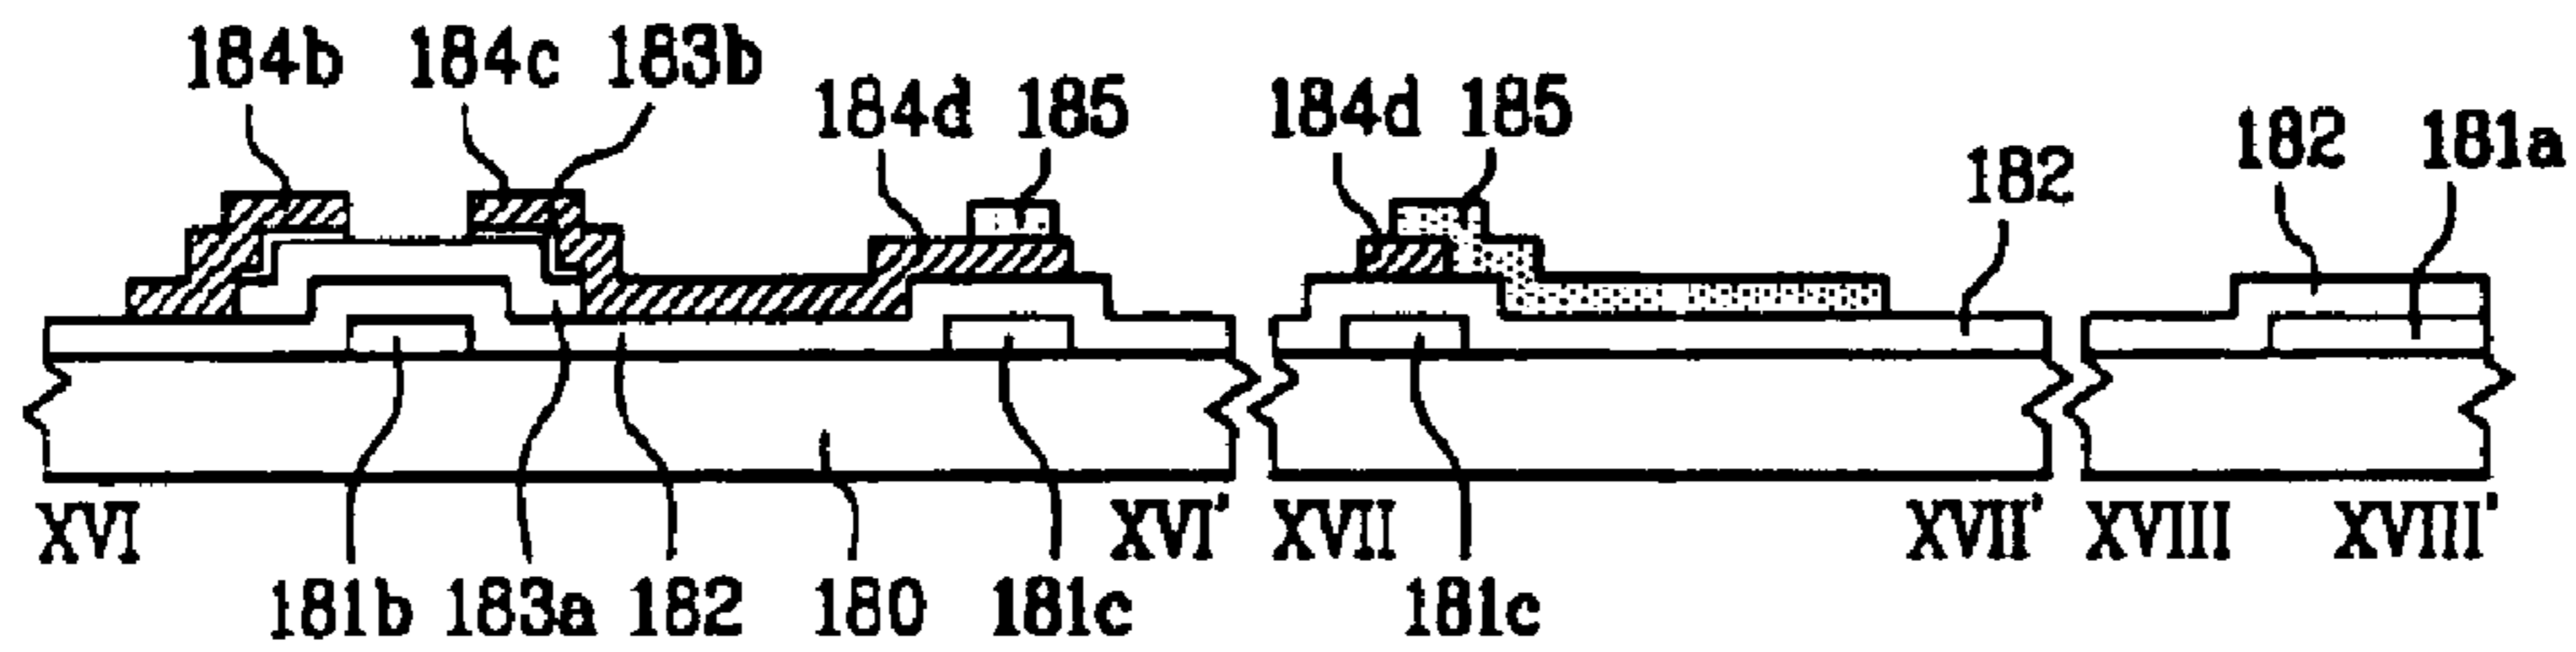 184b 184c 183b
184d 185 184d 185 182 182 181a
XVI XVI' XVII XVII' XVIII XVIII'
181b 183a 182 180 181c 181c